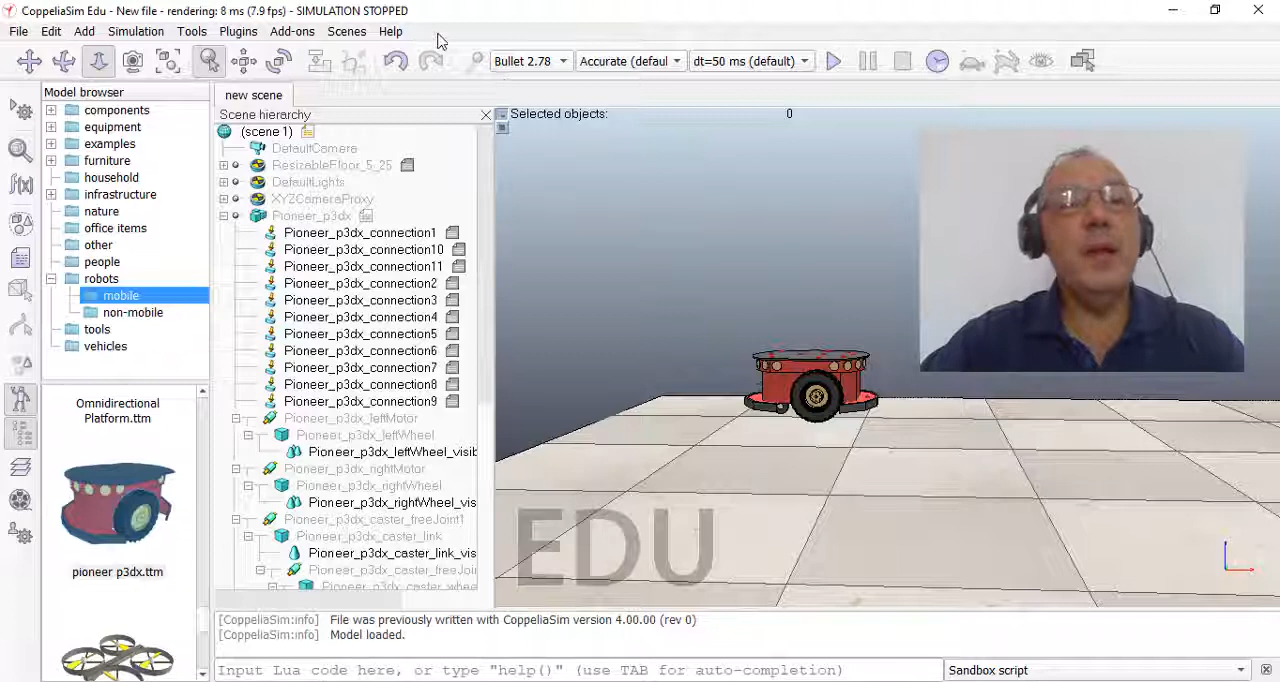 CoppeliaSim Edu - New file - rendering: 8 ms (7.9 fps) - SIMULATION STOPPED
File Edit Add Simulation Tools Plugins Add-ons Scenes Help
Bullet 2.78 Accurate (defaul dt=50 ms (default)
Model browser
components
equipment
examples
furniture
household
infrastructure
nature
office items
other
people
robots
mobile
non-mobile
tools
vehicles
Omnidirectional
Platform.ttm
pioneer p3dx.ttm
new scene
Scene hierarchy
(scene 1)
DefaultCamera
ResizableFloor_5_25
DefaultLights
XYZCameraProxy
Pioneer_p3dx
Pioneer_p3dx_connection1
Pioneer_p3dx_connection10
Pioneer_p3dx_connection11
Pioneer_p3dx_connection2
Pioneer_p3dx_connection3
Pioneer_p3dx_connection4
Pioneer_p3dx_connection5
Pioneer_p3dx_connection6
Pioneer_p3dx_connection7
Pioneer_p3dx_connection8
Pioneer_p3dx_connection9
Pioneer_p3dx_leftMotor
Pioneer_p3dx_leftWheel
Pioneer_p3dx_leftWheel_visib
Pioneer_p3dx_rightMotor
Pioneer_p3dx_rightWheel
Pioneer_p3dx_rightWheel_vis
Pioneer_p3dx_caster_freeJoint1
Pioneer_p3dx_caster_link
Pioneer_p3dx_caster_link_vis
Pioneer_p3dx_caster_freeJoi
Pioneer_p3dx_caster_whee
Selected objects: 0
EDU
[CoppeliaSim:info] File was previously written with CoppeliaSim version 4.00.00 (rev 0)
[CoppeliaSim:info] Model loaded.
Input Lua code here, or type "help()" (use TAB for auto-completion)
Sandbox script